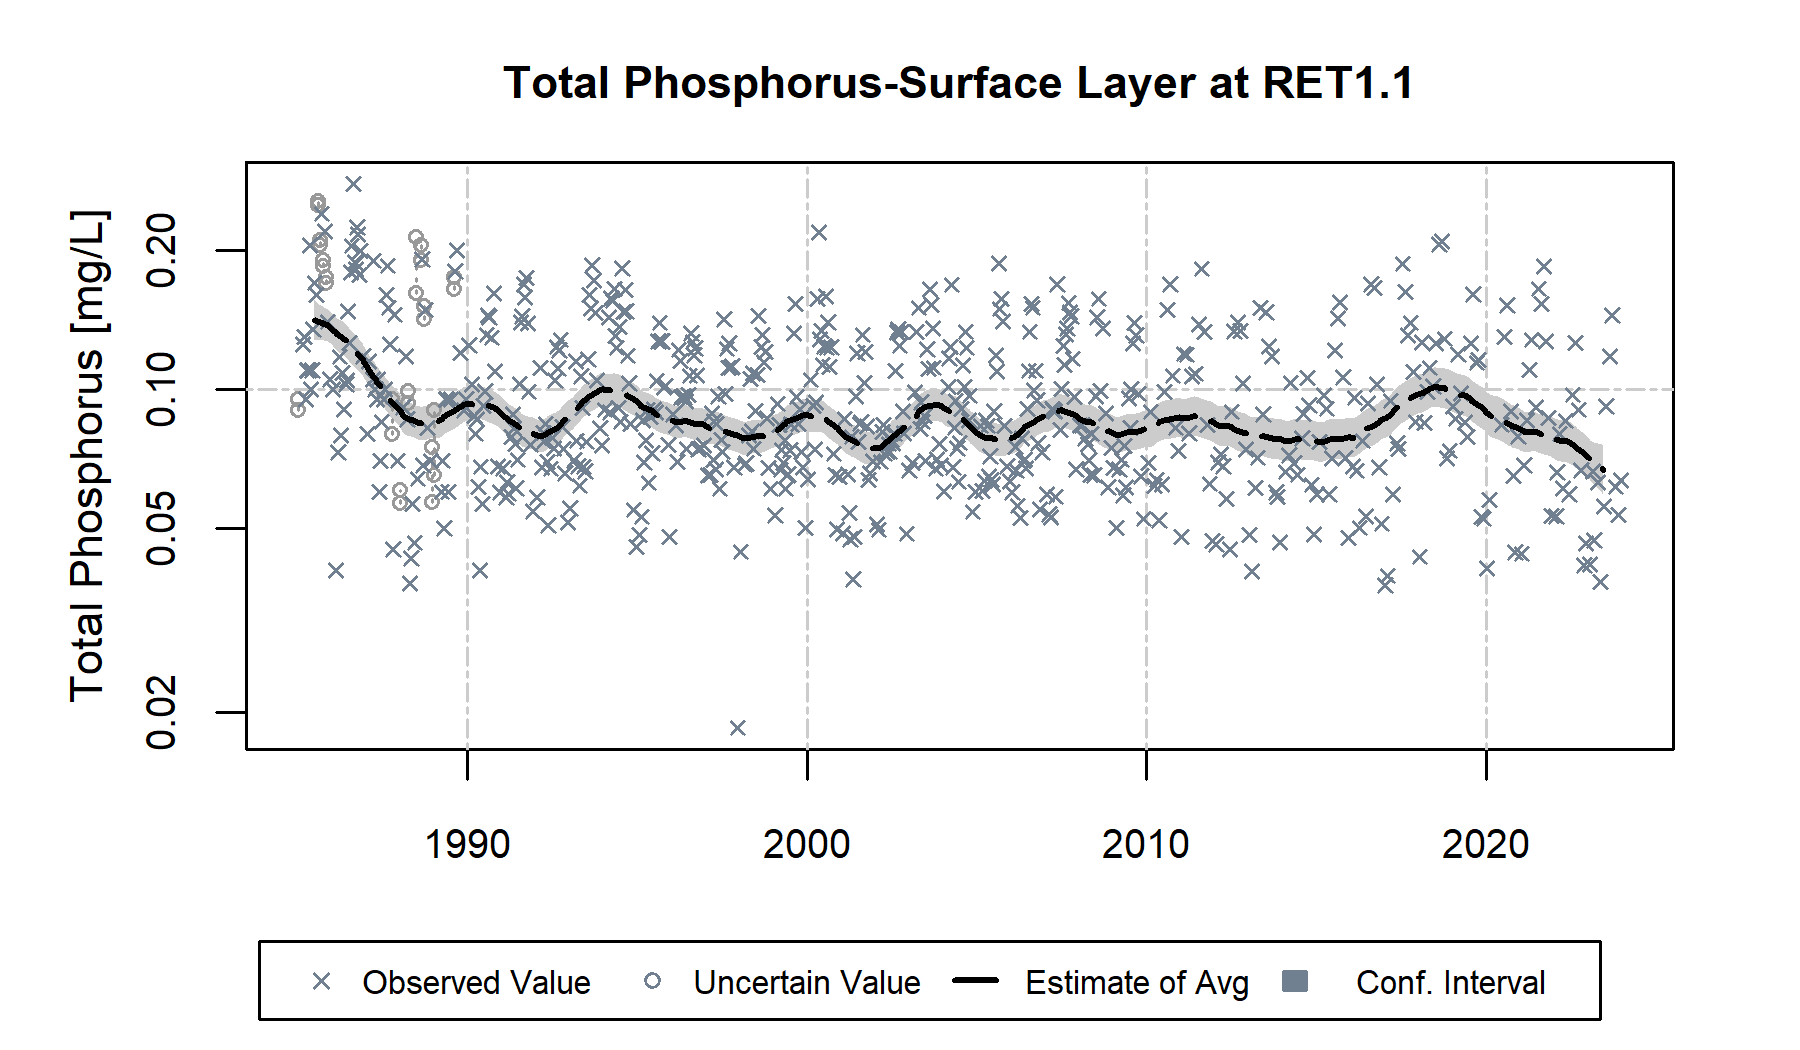 Total Phosphorus-Surface Layer at RET1.1
Total Phosphorus [mg/L]
0.20
0.10
0.05
0.02
1990 2000 2010 2020
Observed Value Uncertain Value Estimate of Avg Conf. Interval